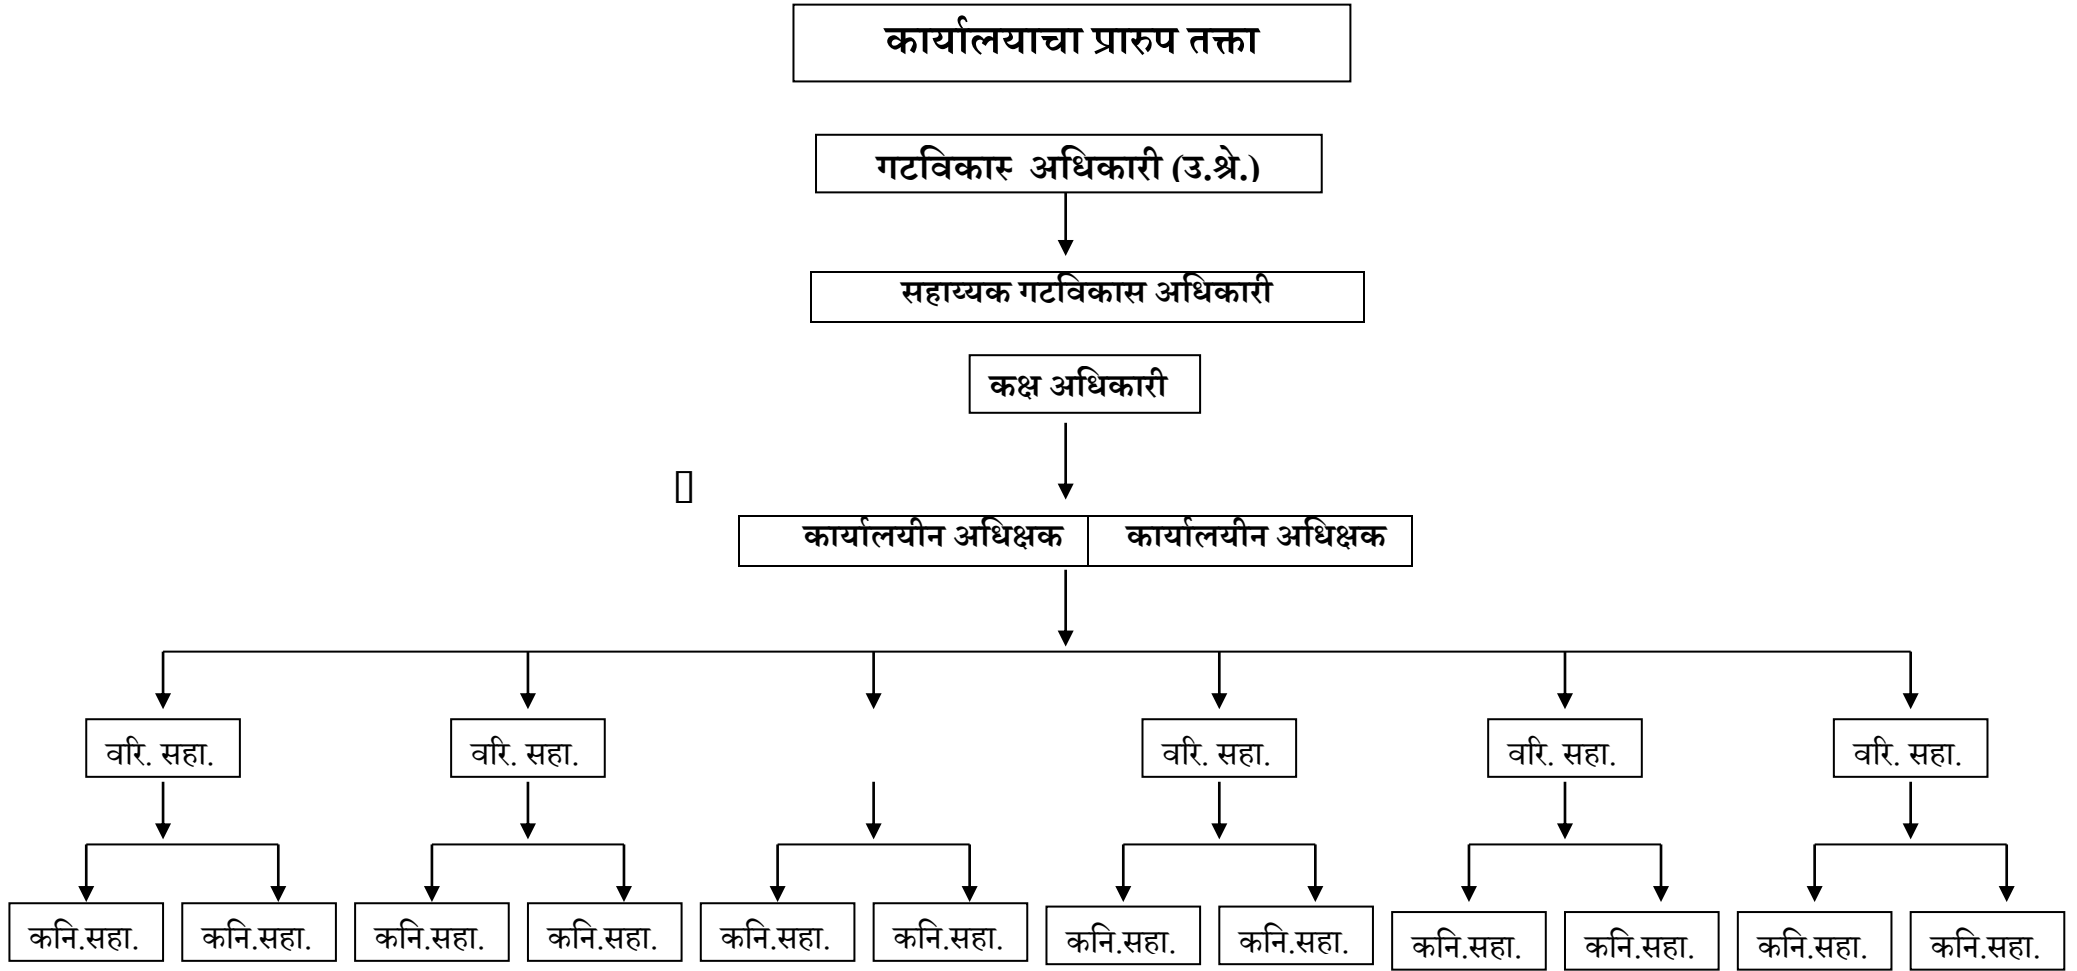 कार्यालयाचा प्रारुप तक्ता
गटविकास अधिकारी (उ.श्रे.)
सहाय्यक गटविकास अधिकारी
कक्ष अधिकारी
कार्यालयीन अधिक्षक कार्यालयीन अधिक्षक
वरि. सहा. वरि. सहा. वरि. सहा. वरि. सहा. वरि. सहा.
कनि.सहा. कनि.सहा. कनि.सहा. कनि.सहा. कनि.सहा. कनि.सहा. कनि.सहा. कनि.सहा. कनि.सहा. कनि.सहा. कनि.सहा. कनि.सहा.